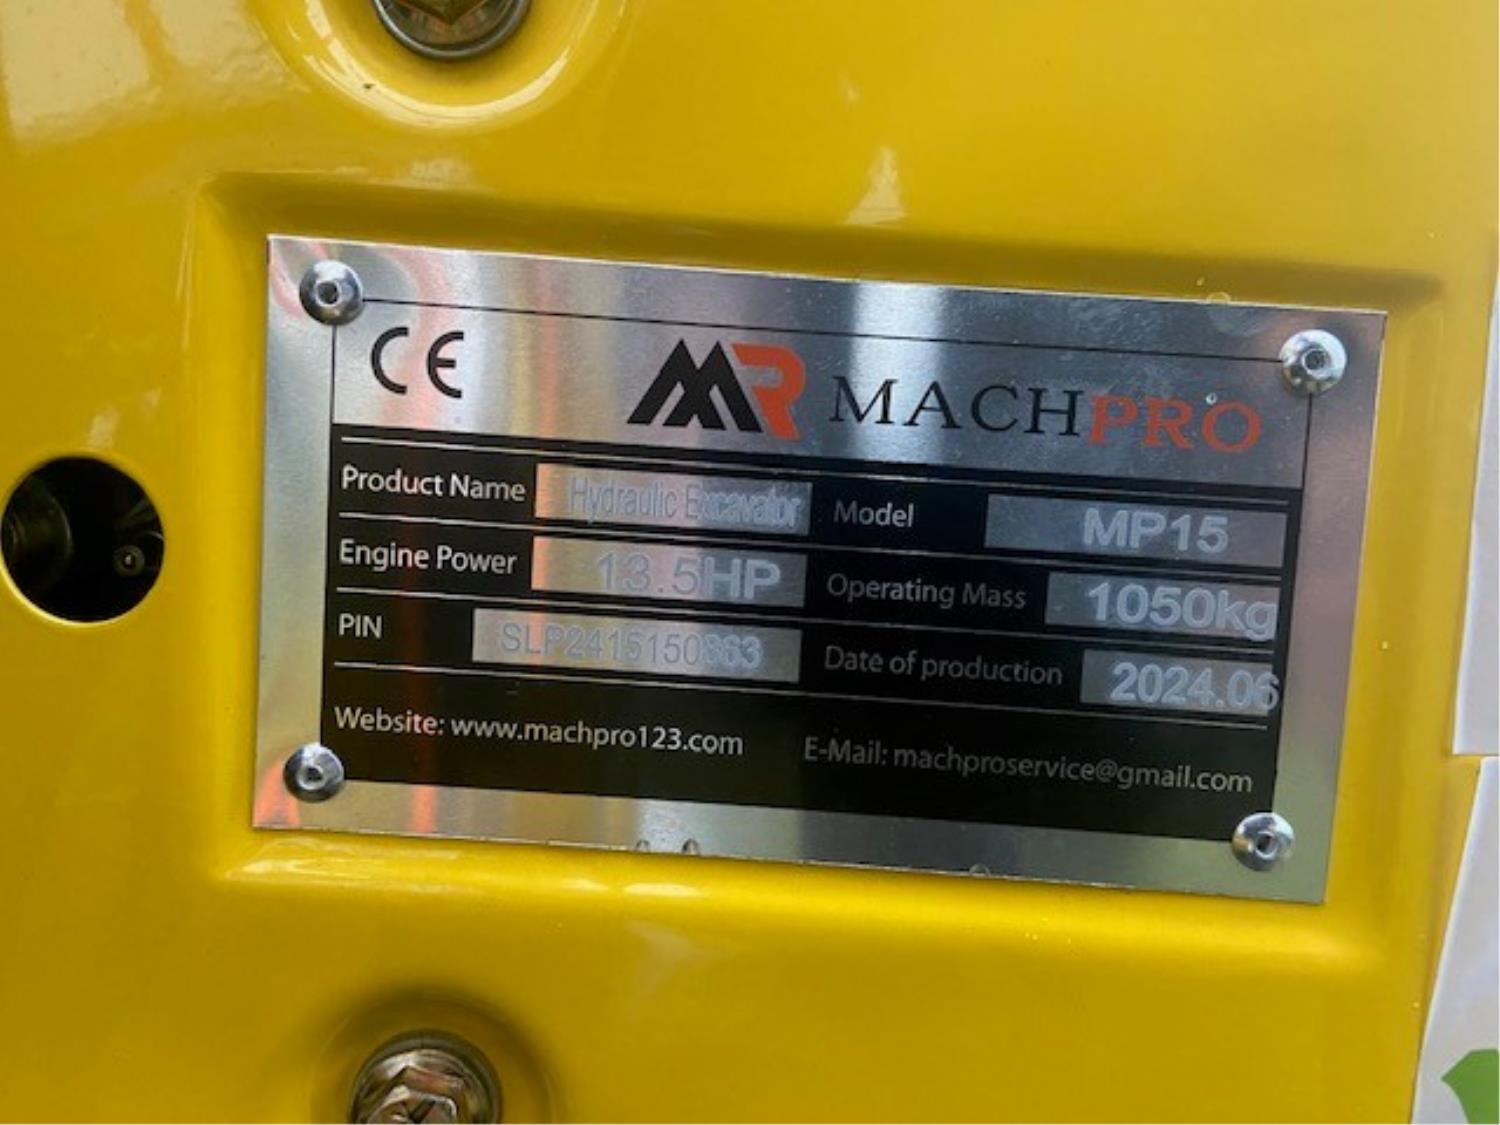 CE MR MACHPRO
Product Name Hydraulic Excavator Model MP15
Engine Power 13.5HP Operating Mass 1050kg
PIN Date of production 2024.06
Website: www.machpro123.com E-Mail: machproservice@gmail.com